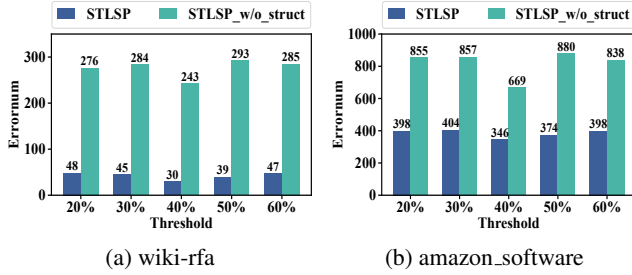 STLSP STLSP_w/o_struct
Errornum
300
200
100
0
276 284 243 293 285
48 45 30 39 47
20% 30% 40% 50% 60%
Threshold
(a) wiki-rfa
STLSP STLSP_w/o_struct
Errornum
1000
800
600
400
200
0
855 857 669 880 838
398 404 346 374 398
20% 30% 40% 50% 60%
Threshold
(b) amazon_software